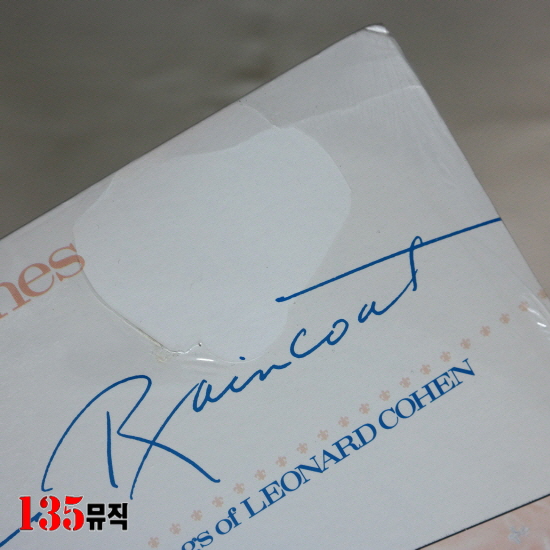 nes
Raincoat
gs of LEONARD COHEN
135뮤직